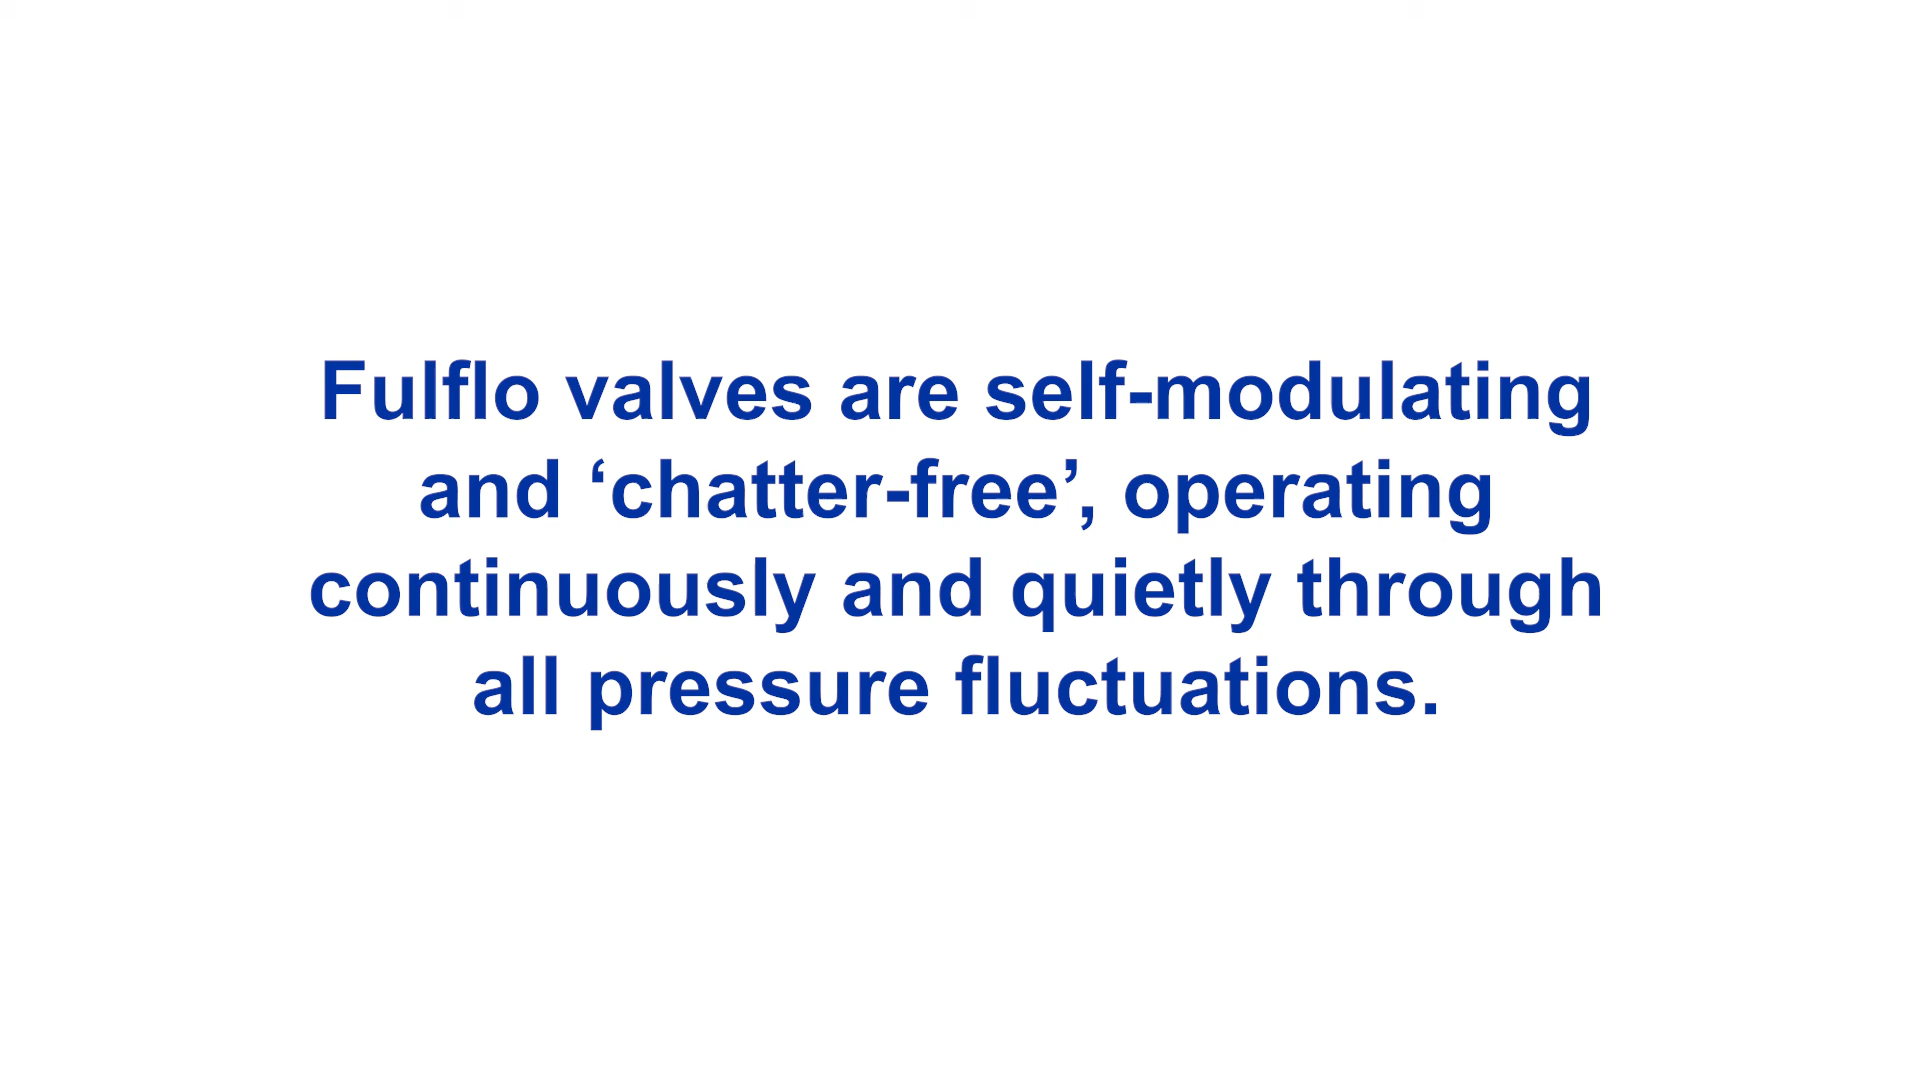 Fulflo valves are self-modulating
and ‘chatter-free’, operating
continuously and quietly through
all pressure fluctuations.